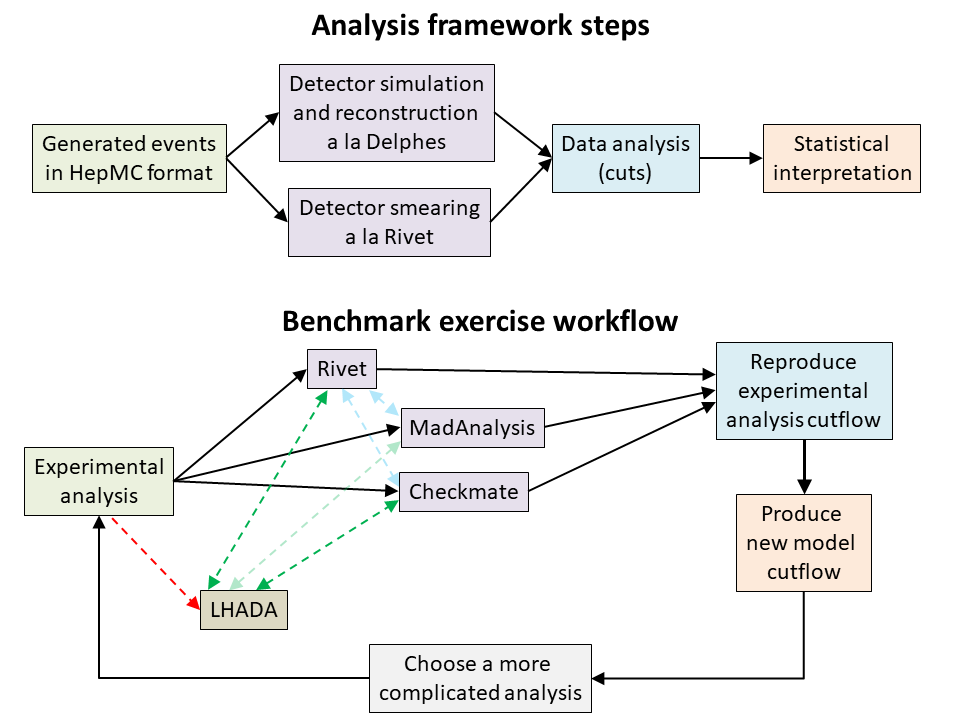 Analysis framework steps
Generated events
in HepMC format
Detector simulation
and reconstruction
a la Delphes
Detector smearing
a la Rivet
Data analysis
(cuts)
Statistical
interpretation
Benchmark exercise workflow
Experimental
analysis
Rivet
MadAnalysis
Checkmate
LHADA
Reproduce
experimental
analysis cutflow
Produce
new model
cutflow
Choose a more
complicated analysis